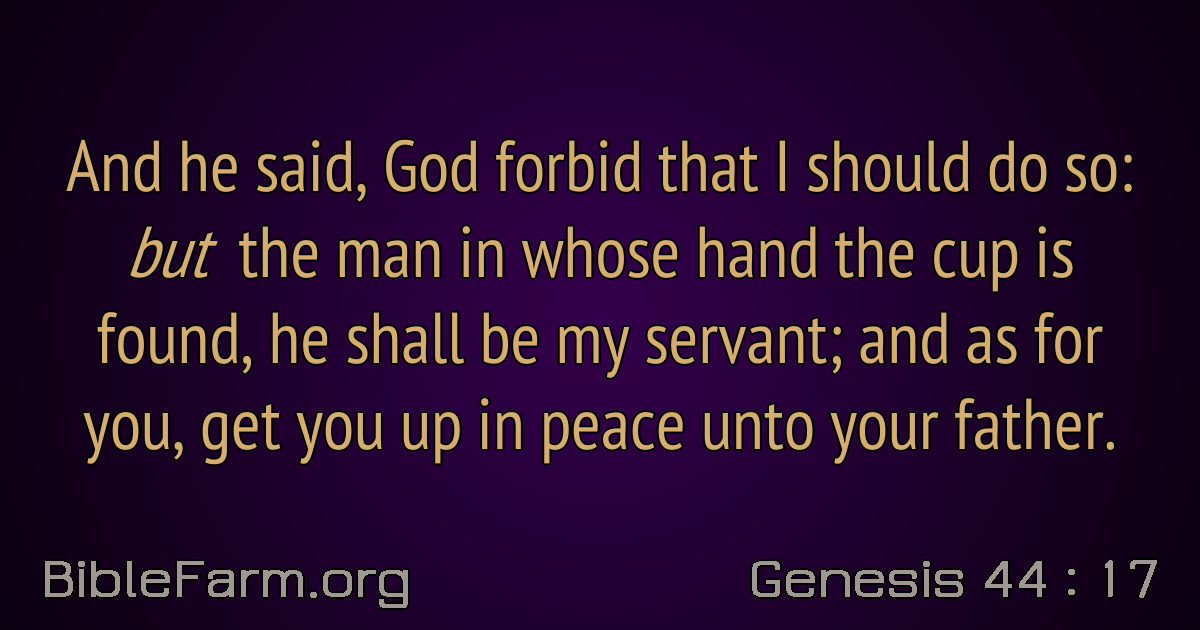 And he said, God forbid that I should do so:
but the man in whose hand the cup is
found, he shall be my servant; and as for
you, get you up in peace unto your father.
BibleFarm.org
Genesis 44 : 17